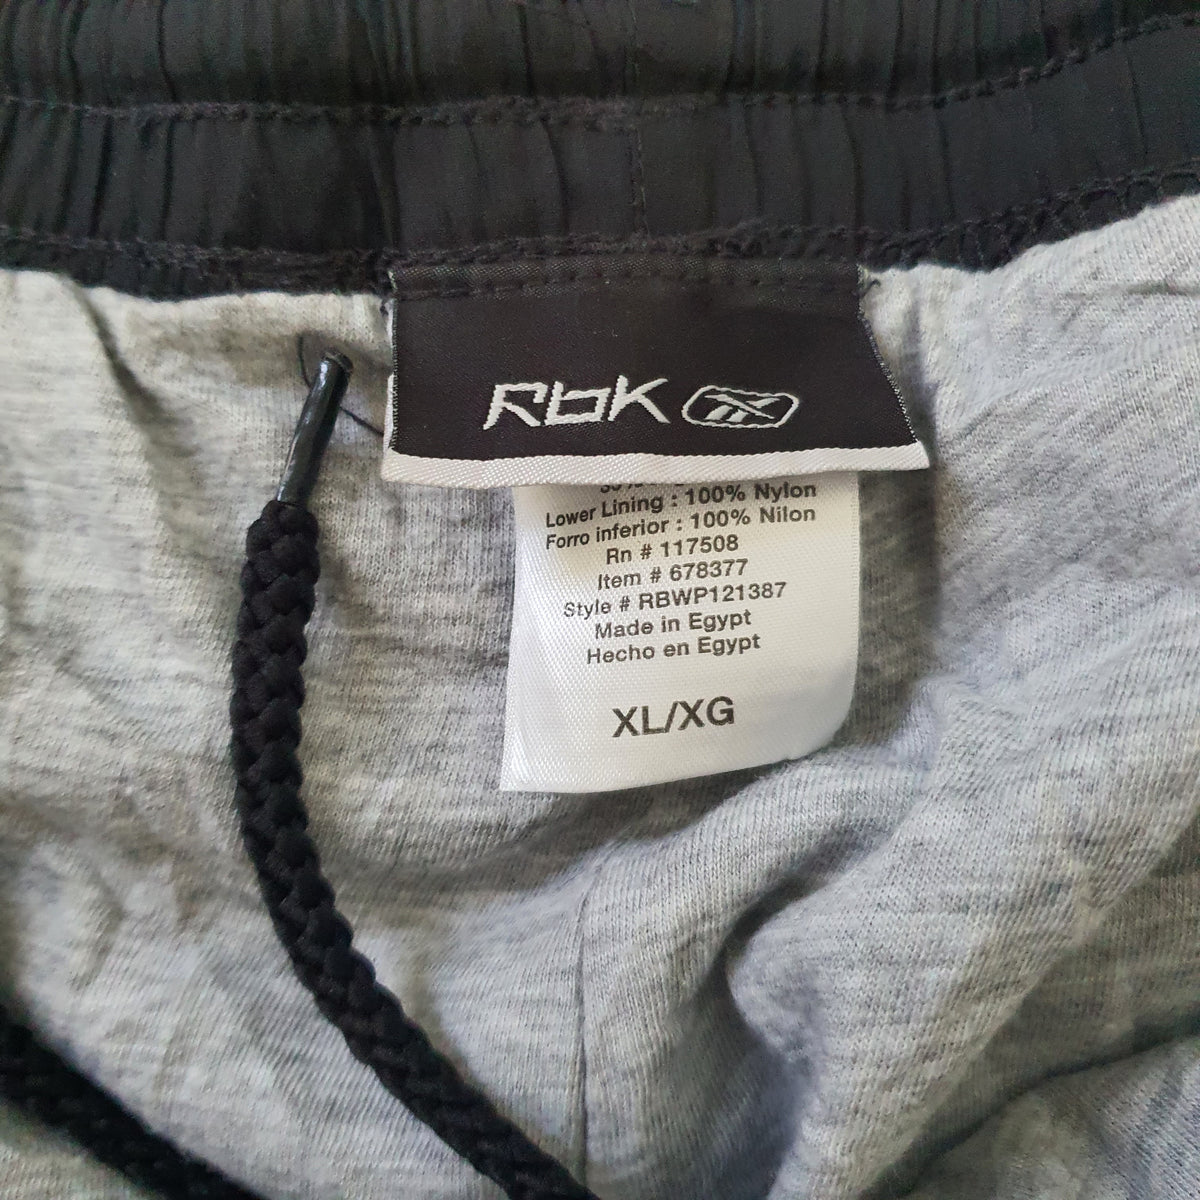 Rbk
Lower Lining : 100% Nylon
Forro inferior : 100% Nilon
Rn # 117508
Item # 678377
Style # RBWP121387
Made in Egypt
Hecho en Egypt
XL/XG